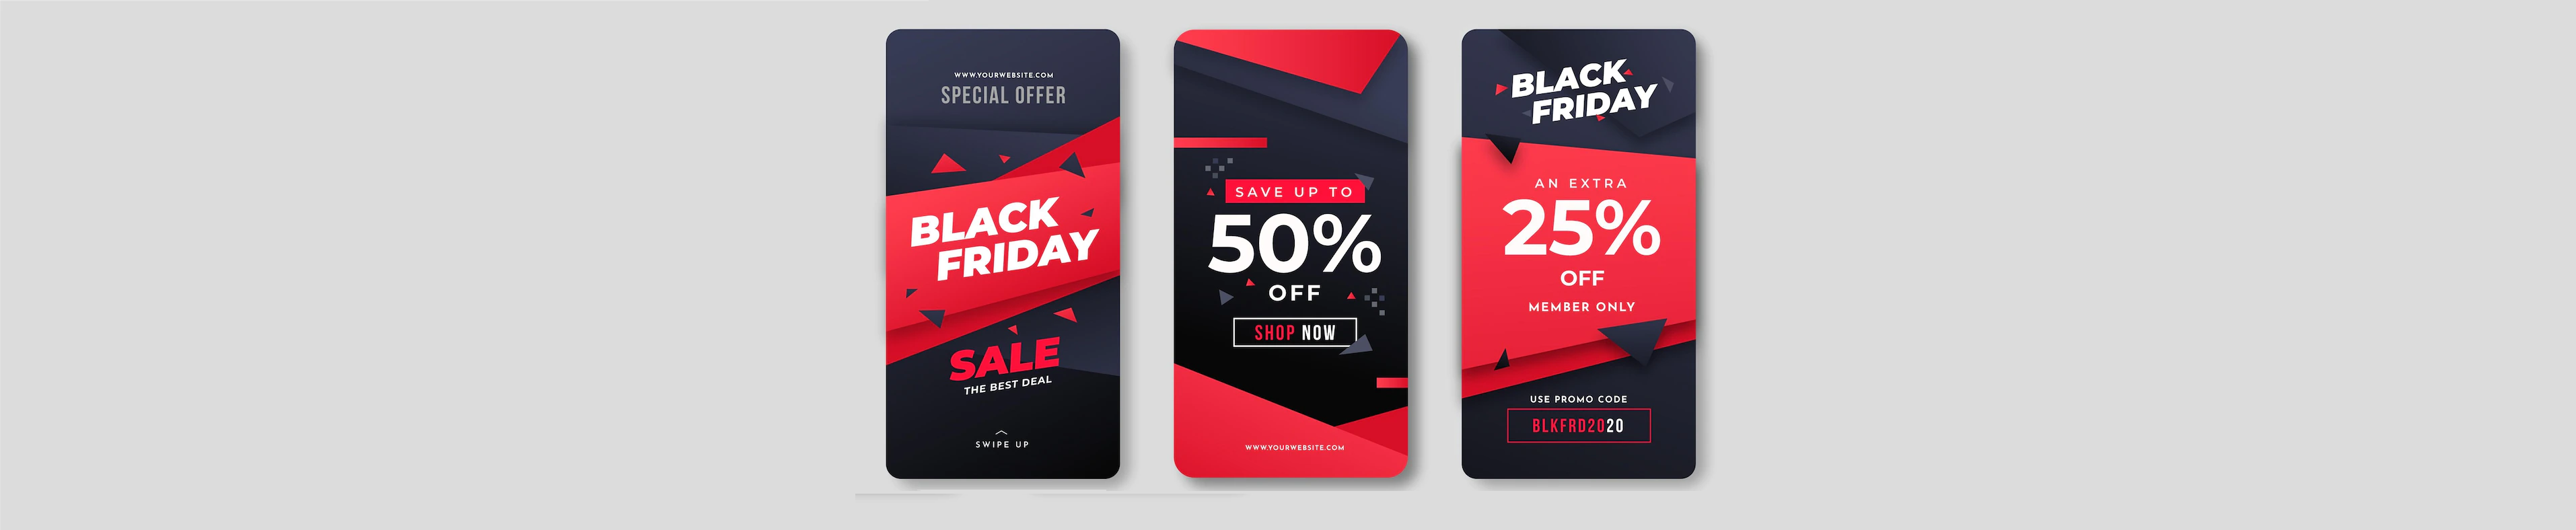 WWW.YOURWEBSITE.COM
SPECIAL OFFER
BLACK
FRIDAY
SALE
THE BEST DEAL
SWIPE UP
SAVE UP TO
50%
OFF
SHOP NOW
WWW.YOURWEBSITE.COM
BLACK
FRIDAY
AN EXTRA
25%
OFF
MEMBER ONLY
USE PROMO CODE
BLKFRD2020